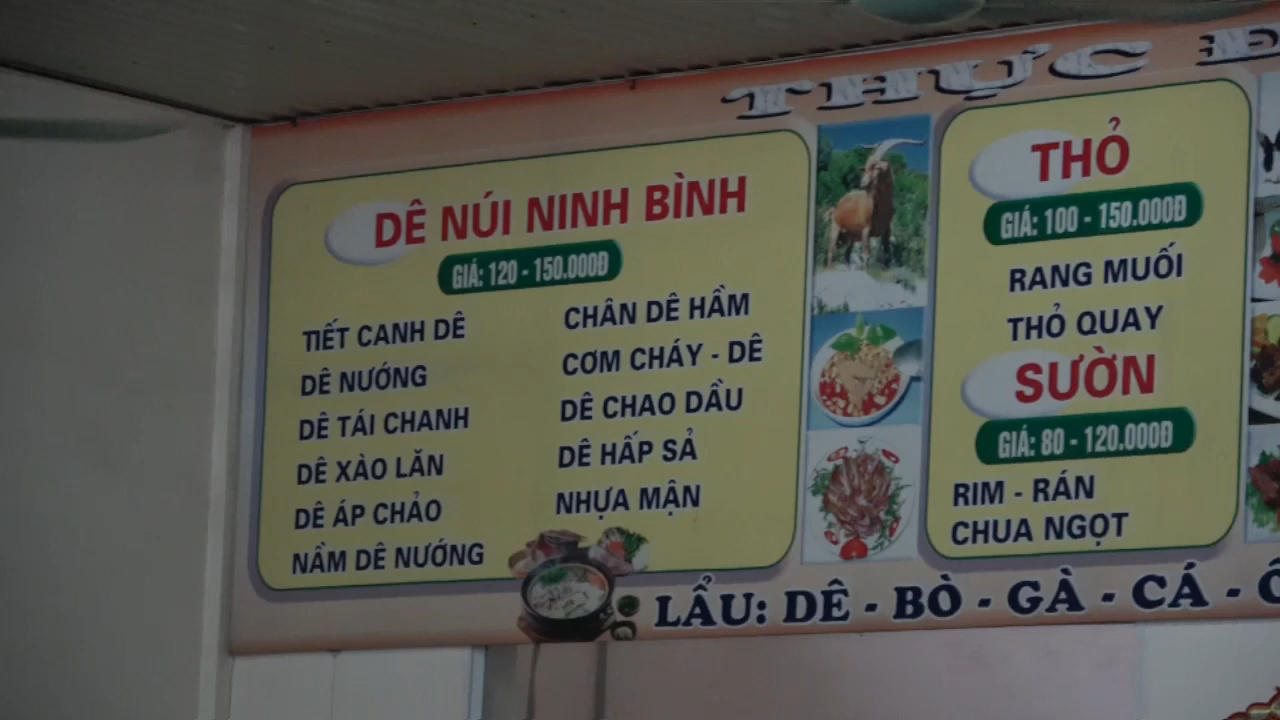 THỰC
DÊ NÚI NINH BÌNH
GIÁ: 120 - 150.000Đ
TIẾT CANH DÊ
DÊ NƯỚNG
DÊ TÁI CHANH
DÊ XÀO LĂN
DÊ ÁP CHẢO
NẦM DÊ NƯỚNG
CHÂN DÊ HẦM
CƠM CHÁY - DÊ
DÊ CHAO DẦU
DÊ HẤP SẢ
NHỰA MẬN
THỎ
GIÁ: 100 - 150.000Đ
RANG MUỐI
THỎ QUAY
SƯỜN
GIÁ: 80 - 120.000Đ
RIM - RÁN
CHUA NGỌT
LẨU: DÊ - BÒ - GÀ - CÁ -